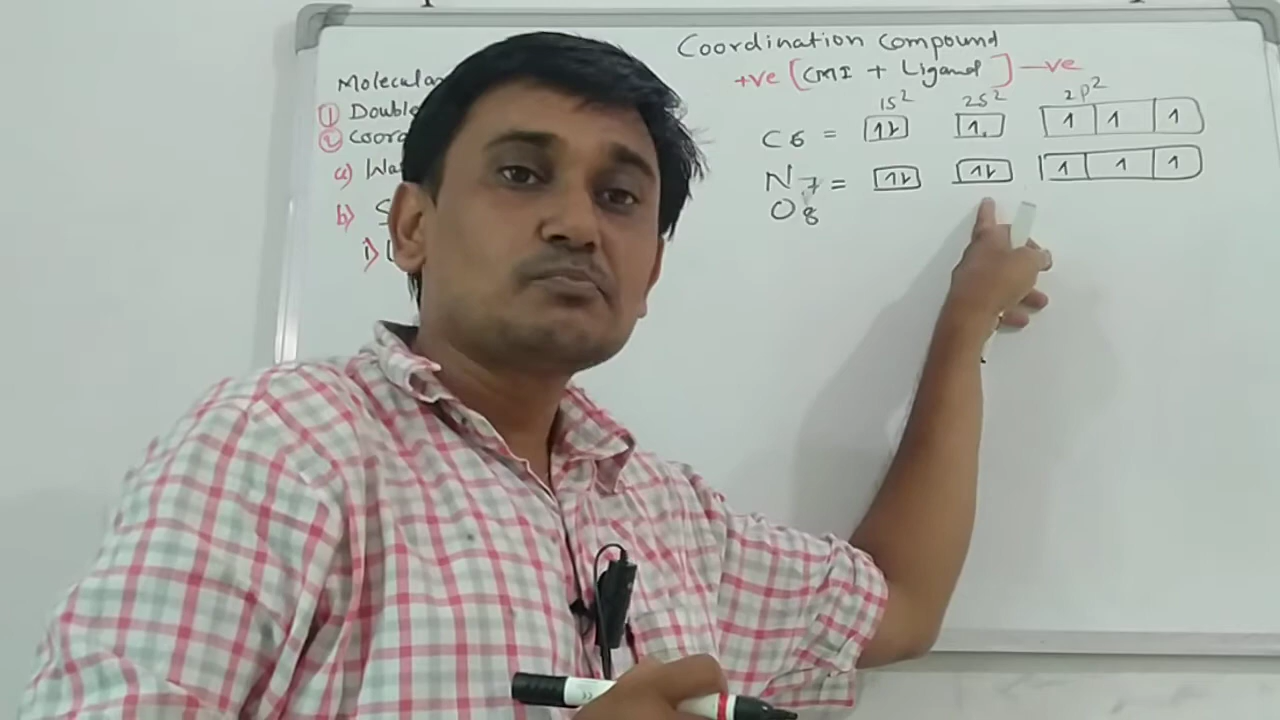 Coordination Compound
+ve [CMI + Ligand] -ve
Molecular
① Double
② Coor
a) Wa
b) S
i) L
1s² 2s² 2p²
C6 = 1⇂ 1 1 1 1
N7 = 1⇂ 1⇂ 1 1 1
O8